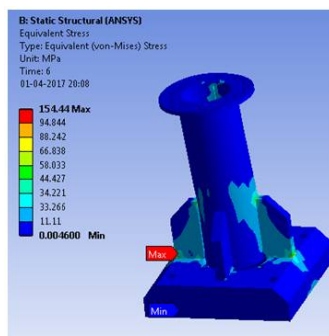 B: Static Structural (ANSYS)
Equivalent Stress
Type: Equivalent (von-Mises) Stress
Unit: MPa
Time: 6
01-04-2017 20:08
154.44 Max
94.844
88.242
66.838
58.033
44.427
34.221
33.266
11.11
0.004600 Min
Max
Min